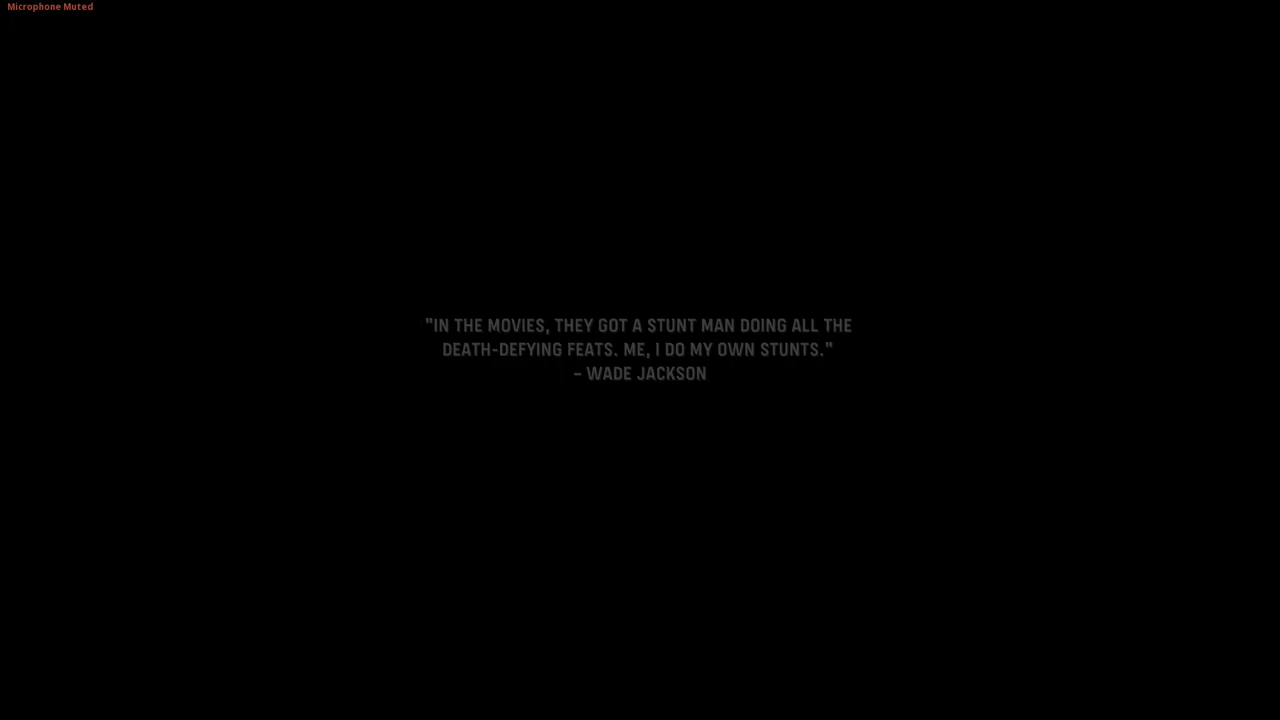 Microphone Muted
"IN THE MOVIES, THEY GOT A STUNT MAN DOING ALL THE
DEATH-DEFYING FEATS. ME, I DO MY OWN STUNTS."
– WADE JACKSON